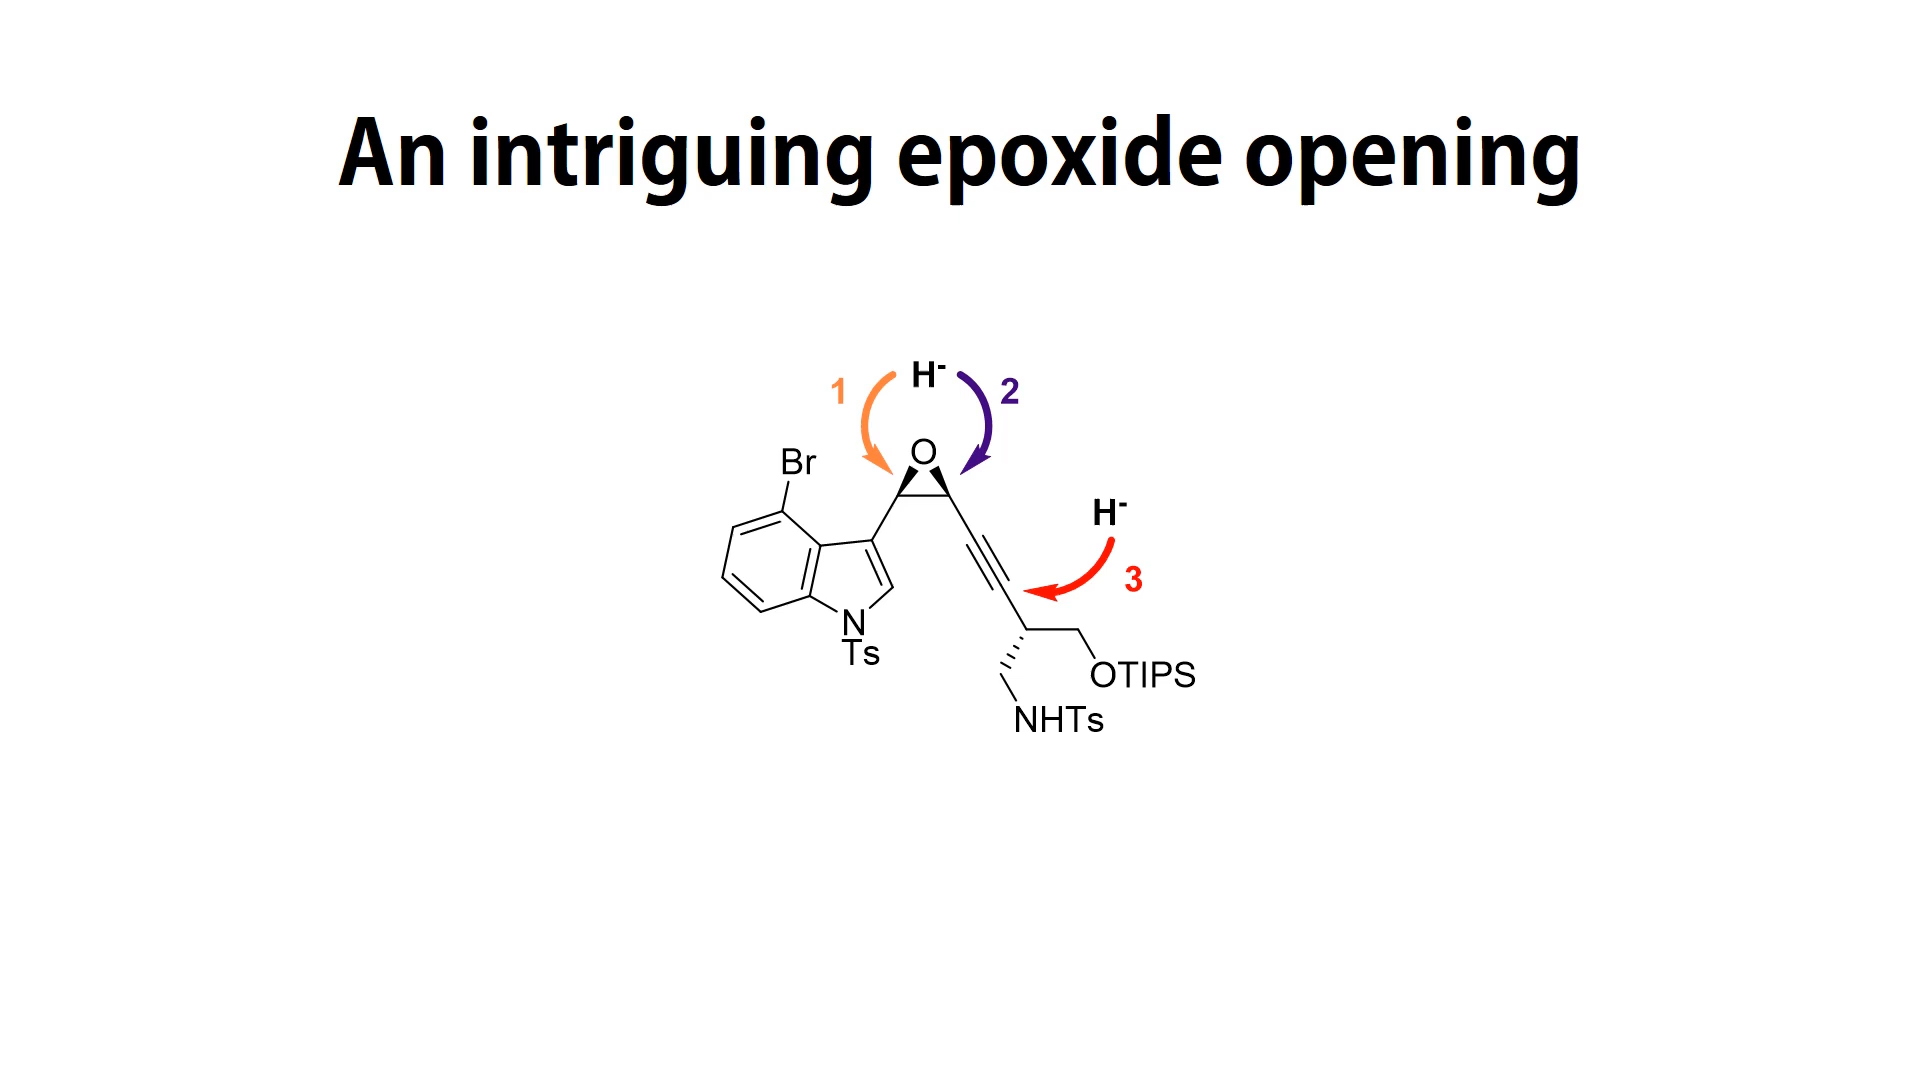 An intriguing epoxide opening
1 H- 2
Br
O
H-
3
N
Ts
OTIPS
NHTs